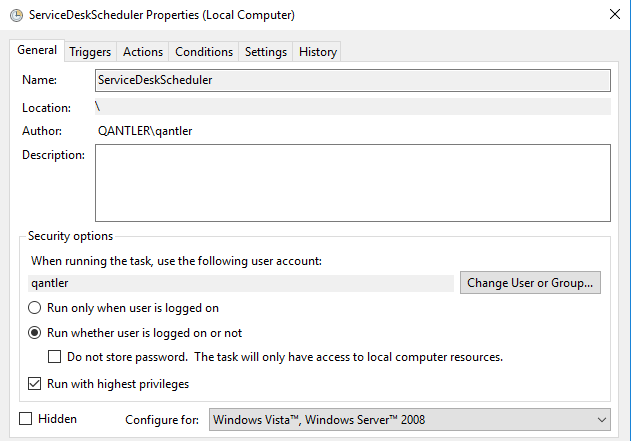 ServiceDeskScheduler Properties (Local Computer)
General Triggers Actions Conditions Settings History
Name: ServiceDeskScheduler
Location: \
Author: QANTLER\qantler
Description:
Security options
When running the task, use the following user account:
qantler Change User or Group...
Run only when user is logged on
Run whether user is logged on or not
Do not store password. The task will only have access to local computer resources.
Run with highest privileges
Hidden Configure for: Windows Vista™, Windows Server™ 2008